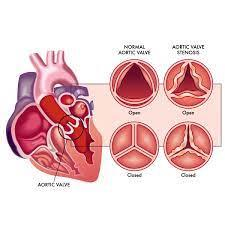 NORMAL
AORTIC VALVE
AORTIC VALVE
STENOSIS
Open
Open
Closed
Closed
AORTIC VALVE